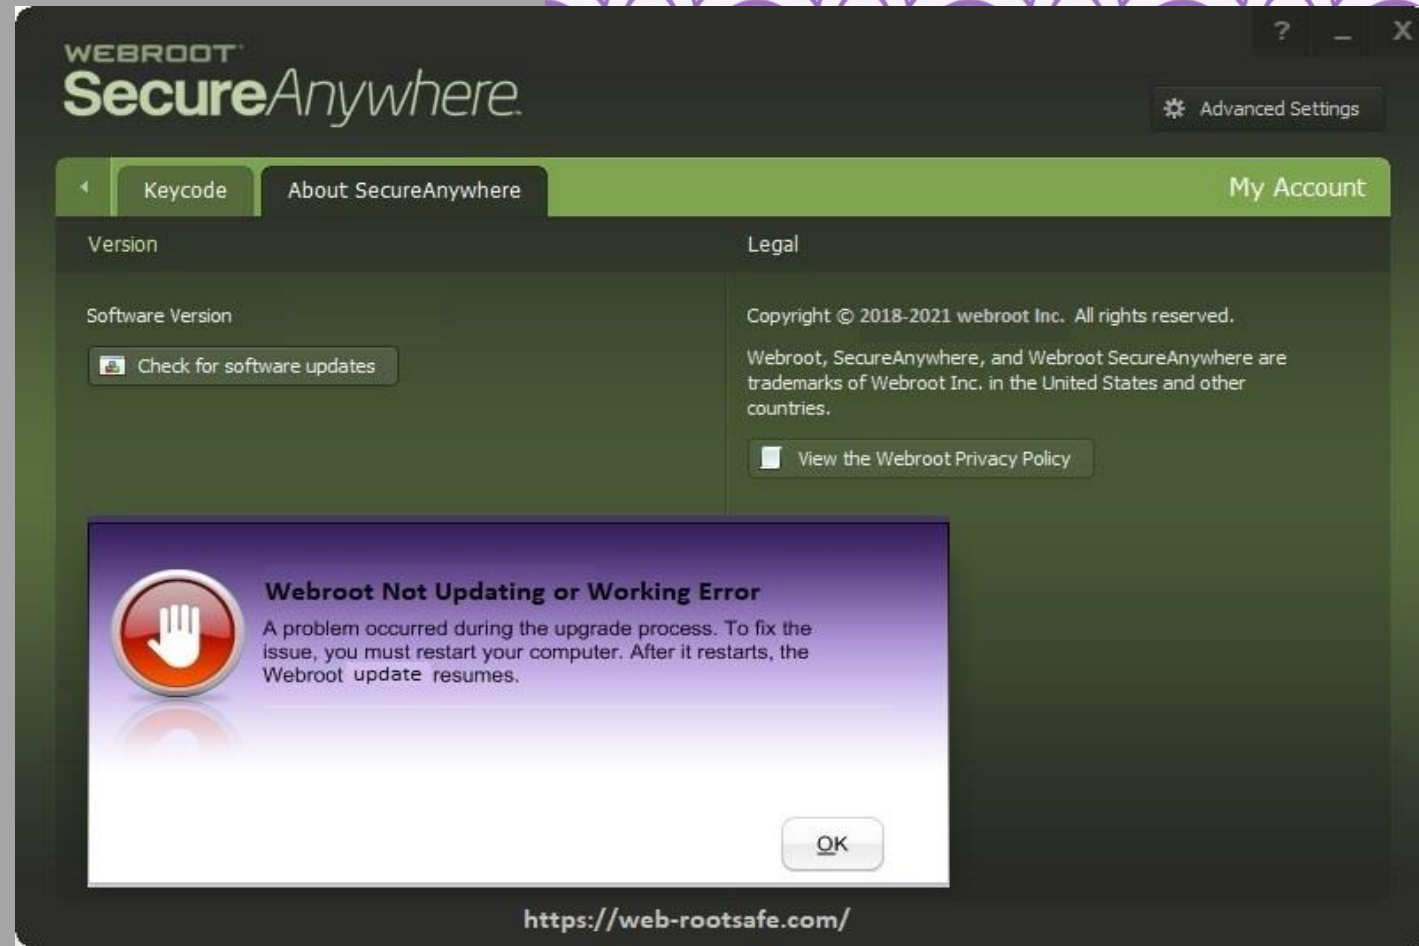 WEBROOT
SecureAnywhere
? _ X
Advanced Settings
Keycode
About SecureAnywhere
My Account
Version
Legal
Software Version
Check for software updates
Copyright © 2018-2021 webroot Inc. All rights reserved.
Webroot, SecureAnywhere, and Webroot SecureAnywhere are
trademarks of Webroot Inc. in the United States and other
countries.
View the Webroot Privacy Policy
Webroot Not Updating or Working Error
A problem occurred during the upgrade process. To fix the
issue, you must restart your computer. After it restarts, the
Webroot update resumes.
OK
https://web-rootsafe.com/